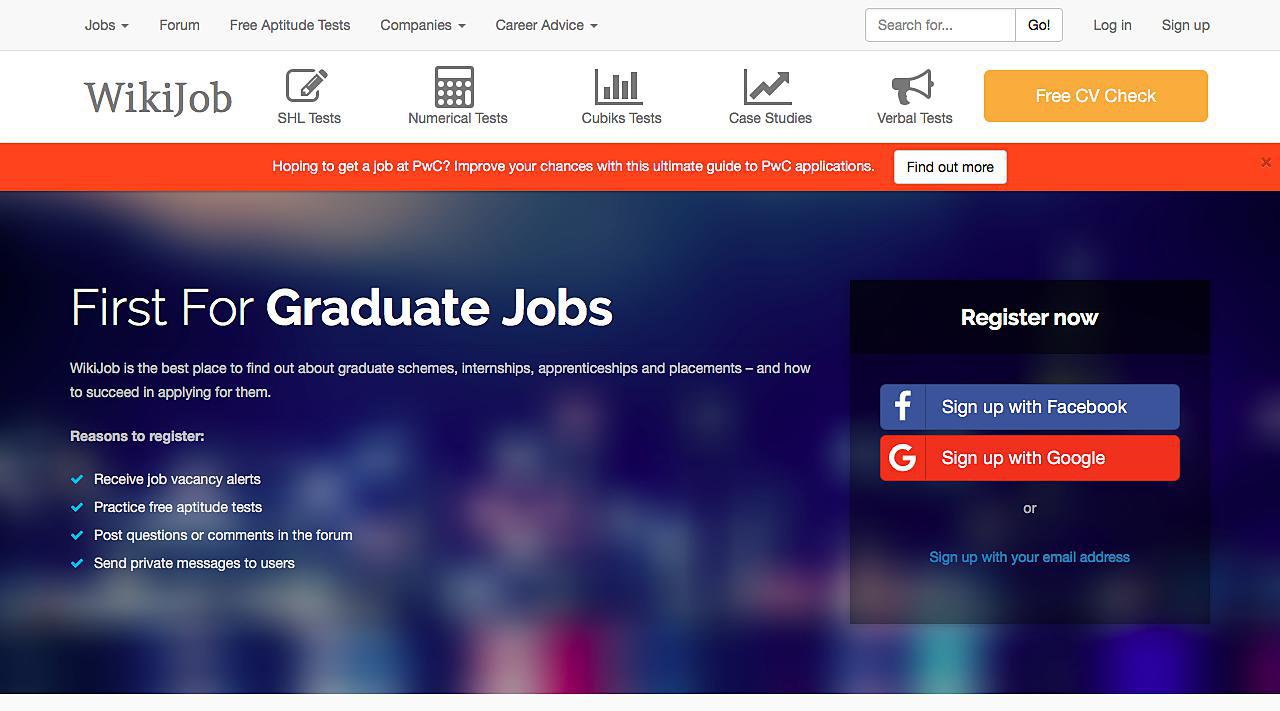 Jobs Forum Free Aptitude Tests Companies Career Advice Search for... Go! Log in Sign up
WikiJob
SHL Tests Numerical Tests Cubiks Tests Case Studies Verbal Tests
Free CV Check
Hoping to get a job at PwC? Improve your chances with this ultimate guide to PwC applications. Find out more ×
First For Graduate Jobs
WikiJob is the best place to find out about graduate schemes, internships, apprenticeships and placements – and how
to succeed in applying for them.
Reasons to register:
Receive job vacancy alerts
Practice free aptitude tests
Post questions or comments in the forum
Send private messages to users
Register now
f Sign up with Facebook
G Sign up with Google
or
Sign up with your email address